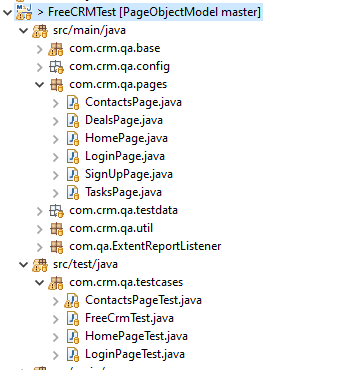 > FreeCRMTest [PageObjectModel master]
src/main/java
com.crm.qa.base
com.crm.qa.config
com.crm.qa.pages
ContactsPage.java
DealsPage.java
HomePage.java
LoginPage.java
SignUpPage.java
TasksPage.java
com.crm.qa.testdata
com.crm.qa.util
com.qa.ExtentReportListener
src/test/java
com.crm.qa.testcases
ContactsPageTest.java
FreeCrmTest.java
HomePageTest.java
LoginPageTest.java